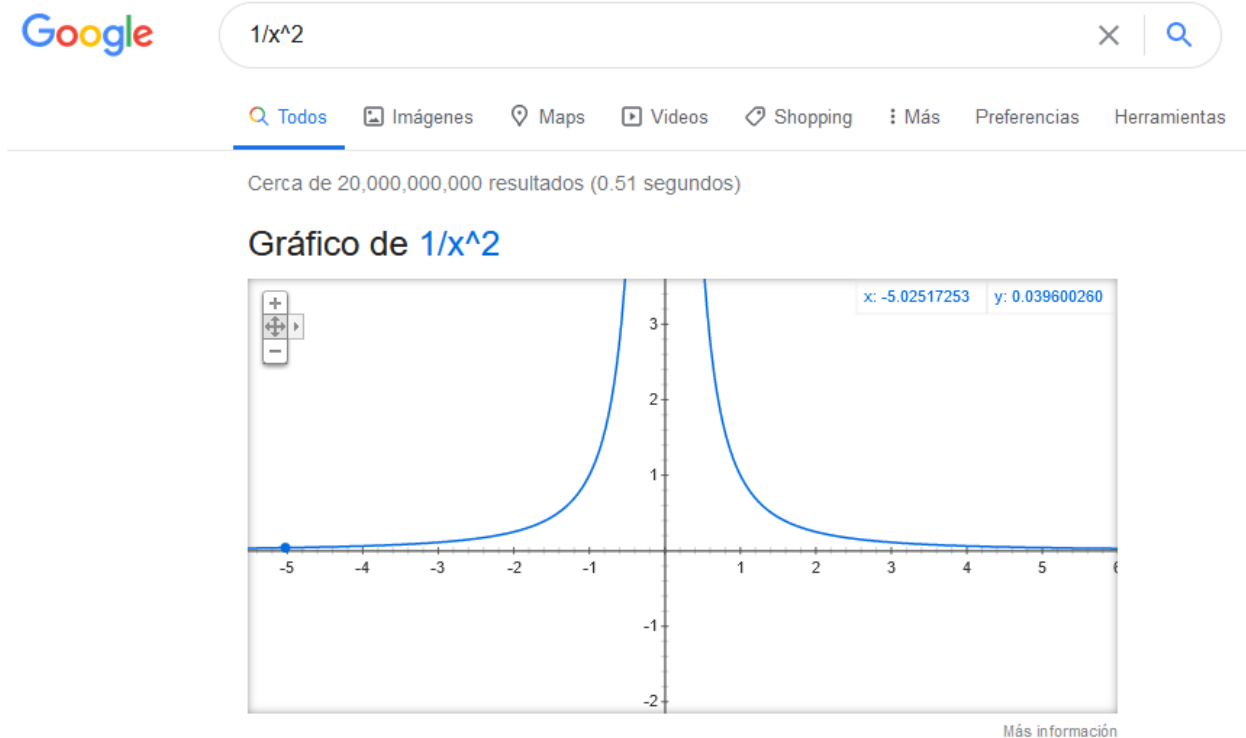 Google 1/x^2
Todos Imágenes Maps Videos Shopping Más Preferencias Herramientas
Cerca de 20,000,000,000 resultados (0.51 segundos)
Gráfico de 1/x^2
x: -5.02517253 y: 0.039600260
3
2
1
-5 -4 -3 -2 -1 1 2 3 4 5 6
-1
-2
Más información